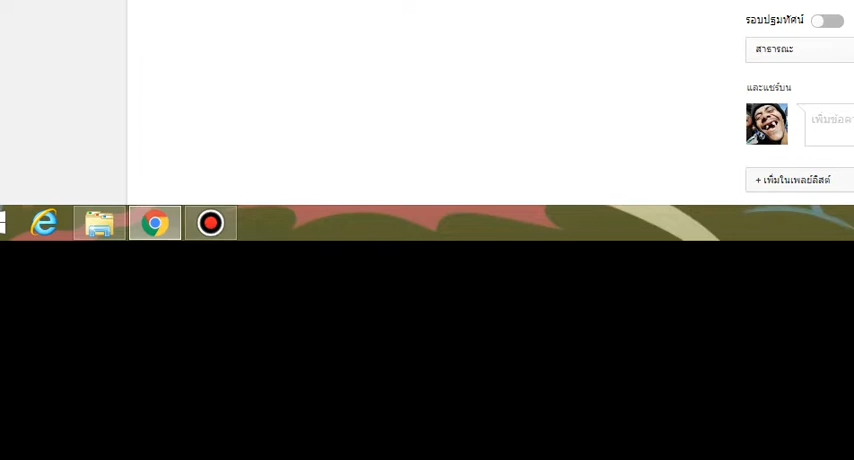 รอบปฐมทัศน์
สาธารณะ
และแชร์บน
+ เพิ่มในเพลย์ลิสต์